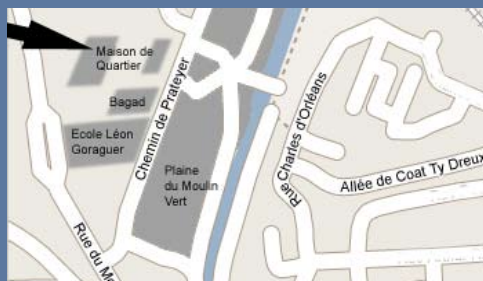 Maison de
Quartier
Bagad
Ecole Léon
Goraguer
Chemin de Prateyer
Plaine
du Moulin
Vert
Rue Charles d'Orléans
Allée de Coat Ty Dreux
Rue du Mo